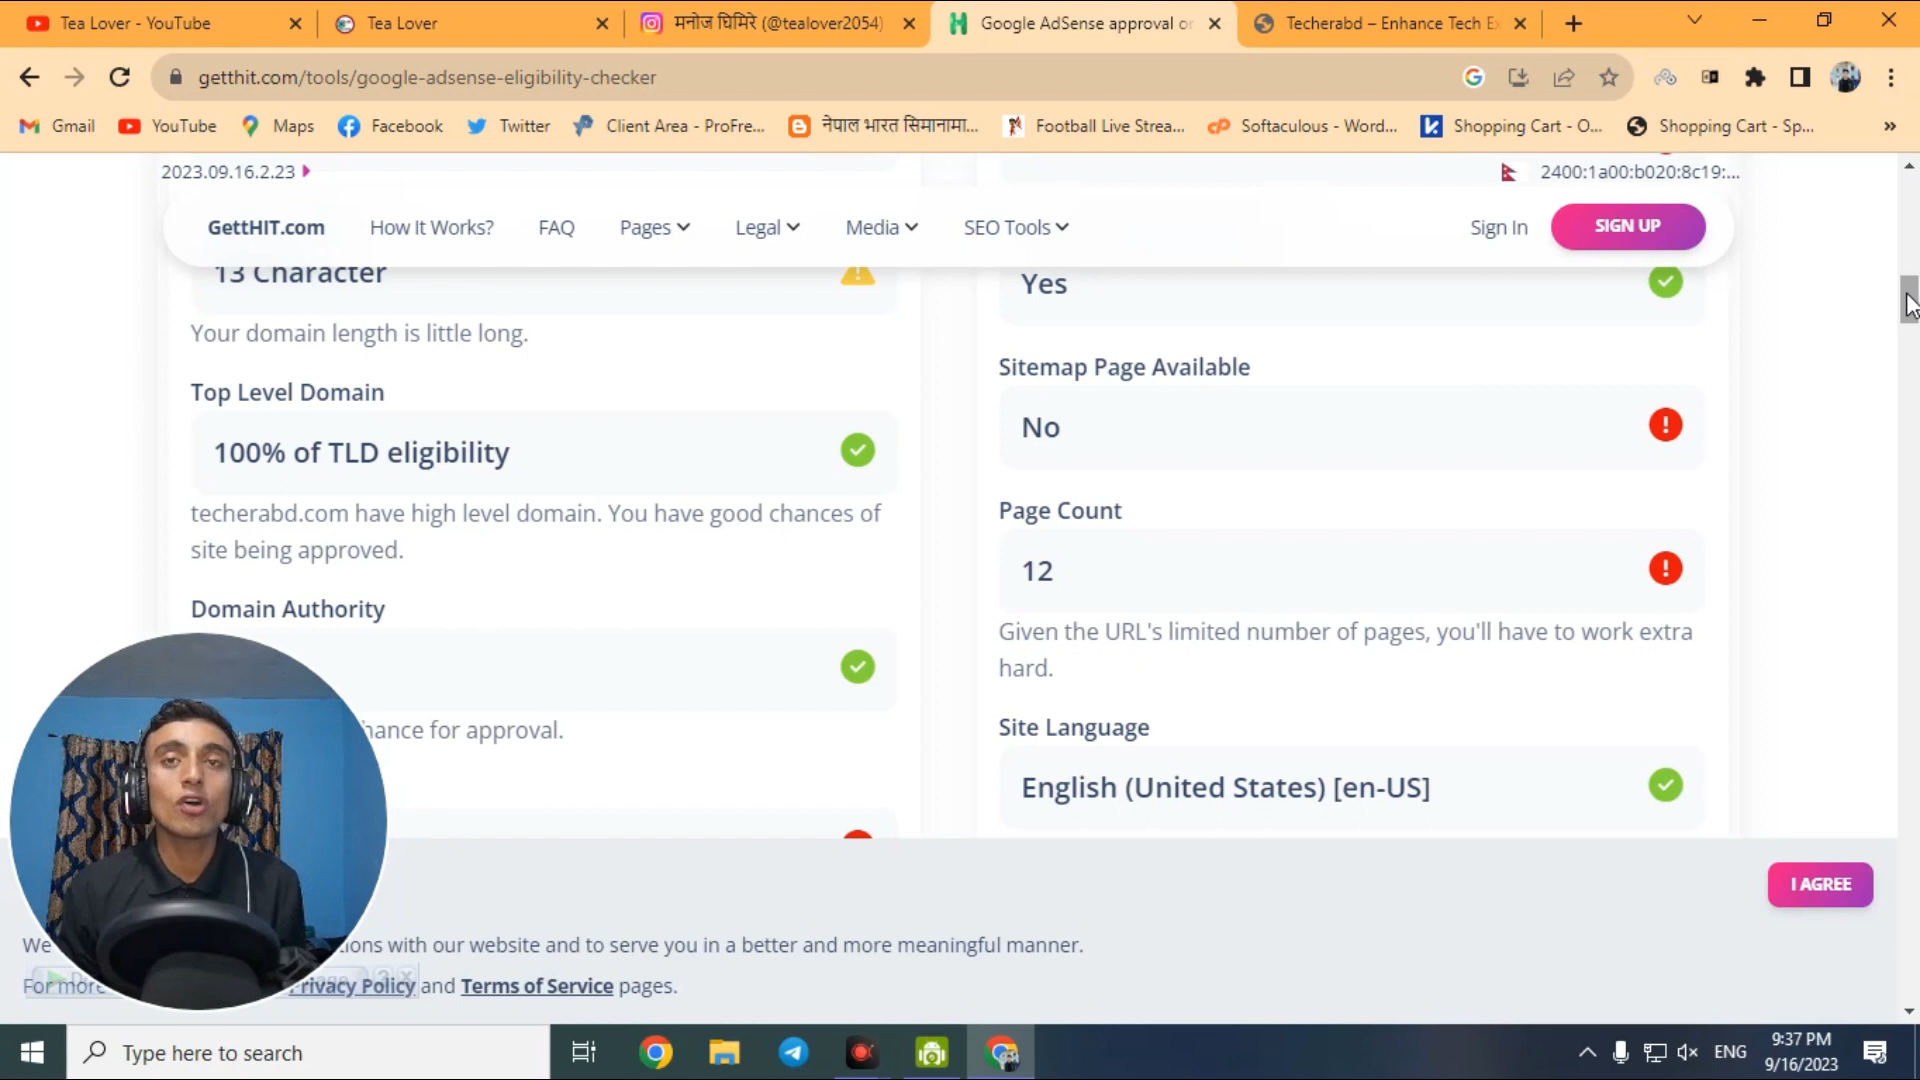 Tea Lover - YouTube
Tea Lover
मनोज घिमिरे (@tealover2054)
Google AdSense approval or
Techerabd – Enhance Tech Ex
getthit.com/tools/google-adsense-eligibility-checker
Gmail
YouTube
Maps
Facebook
Twitter
Client Area - ProFre...
नेपाल भारत सिमानामा...
Football Live Strea...
Softaculous - Word...
Shopping Cart - O...
Shopping Cart - Sp...
2023.09.16.2.23
2400:1a00:b020:8c19:...
GettHIT.com
How It Works?
FAQ
Pages
Legal
Media
SEO Tools
Sign In
SIGN UP
13 Character
Your domain length is little long.
Top Level Domain
100% of TLD eligibility
techerabd.com have high level domain. You have good chances of
site being approved.
Domain Authority
hance for approval.
Yes
Sitemap Page Available
No
Page Count
12
Given the URL's limited number of pages, you'll have to work extra
hard.
Site Language
English (United States) [en-US]
I AGREE
We
tions with our website and to serve you in a better and more meaningful manner.
For more
Privacy Policy and Terms of Service pages.
Type here to search
ENG
9:37 PM
9/16/2023